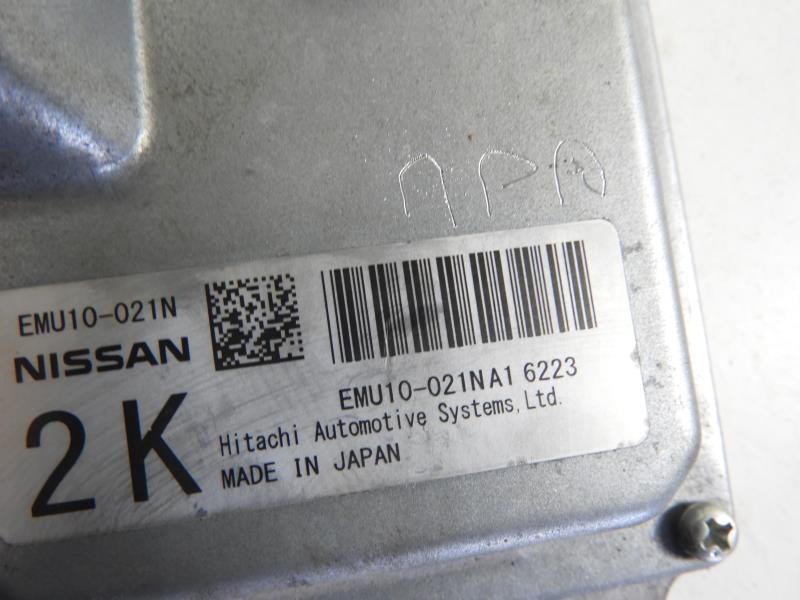 EMU10-021N
NISSAN
2K
EMU10-021NA1 6223
Hitachi Automotive Systems, Ltd.
MADE IN JAPAN